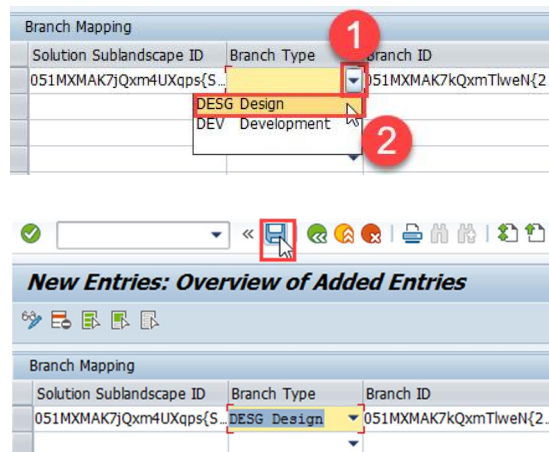 Branch Mapping
1
Solution Sublandscape ID Branch Type Branch ID
051MXMAK7jQxm4UXqps{S... 051MXMAK7kQxmTlweN{2...
DESG Design
DEV Development
2
«
New Entries: Overview of Added Entries
Branch Mapping
Solution Sublandscape ID Branch Type Branch ID
051MXMAK7jQxm4UXqps{S... DESG Design 051MXMAK7kQxmTlweN{2...